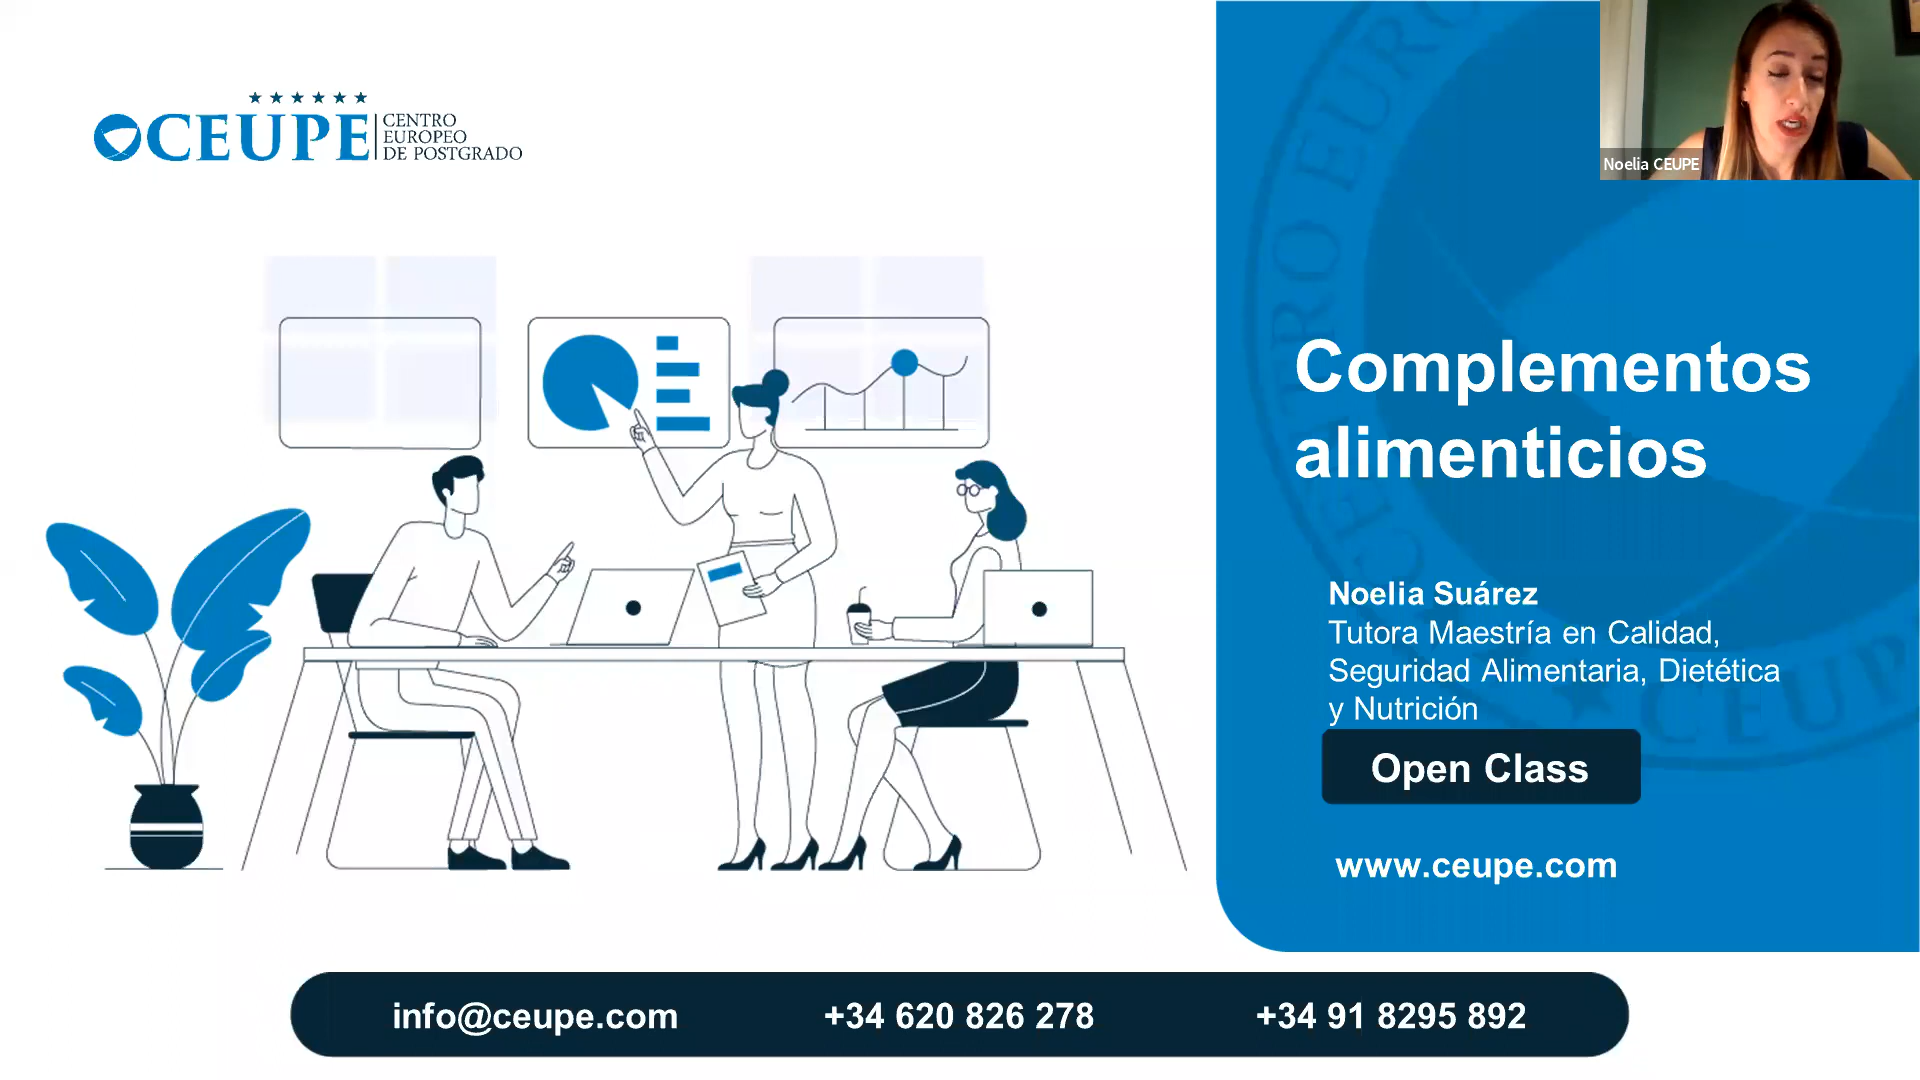 CEUPE
CENTRO
EUROPEO
DE POSTGRADO
Noelia CEUPE
Complementos
alimenticios
Noelia Suárez
Tutora Maestría en Calidad,
Seguridad Alimentaria, Dietética
y Nutrición
Open Class
www.ceupe.com
info@ceupe.com
+34 620 826 278
+34 91 8295 892